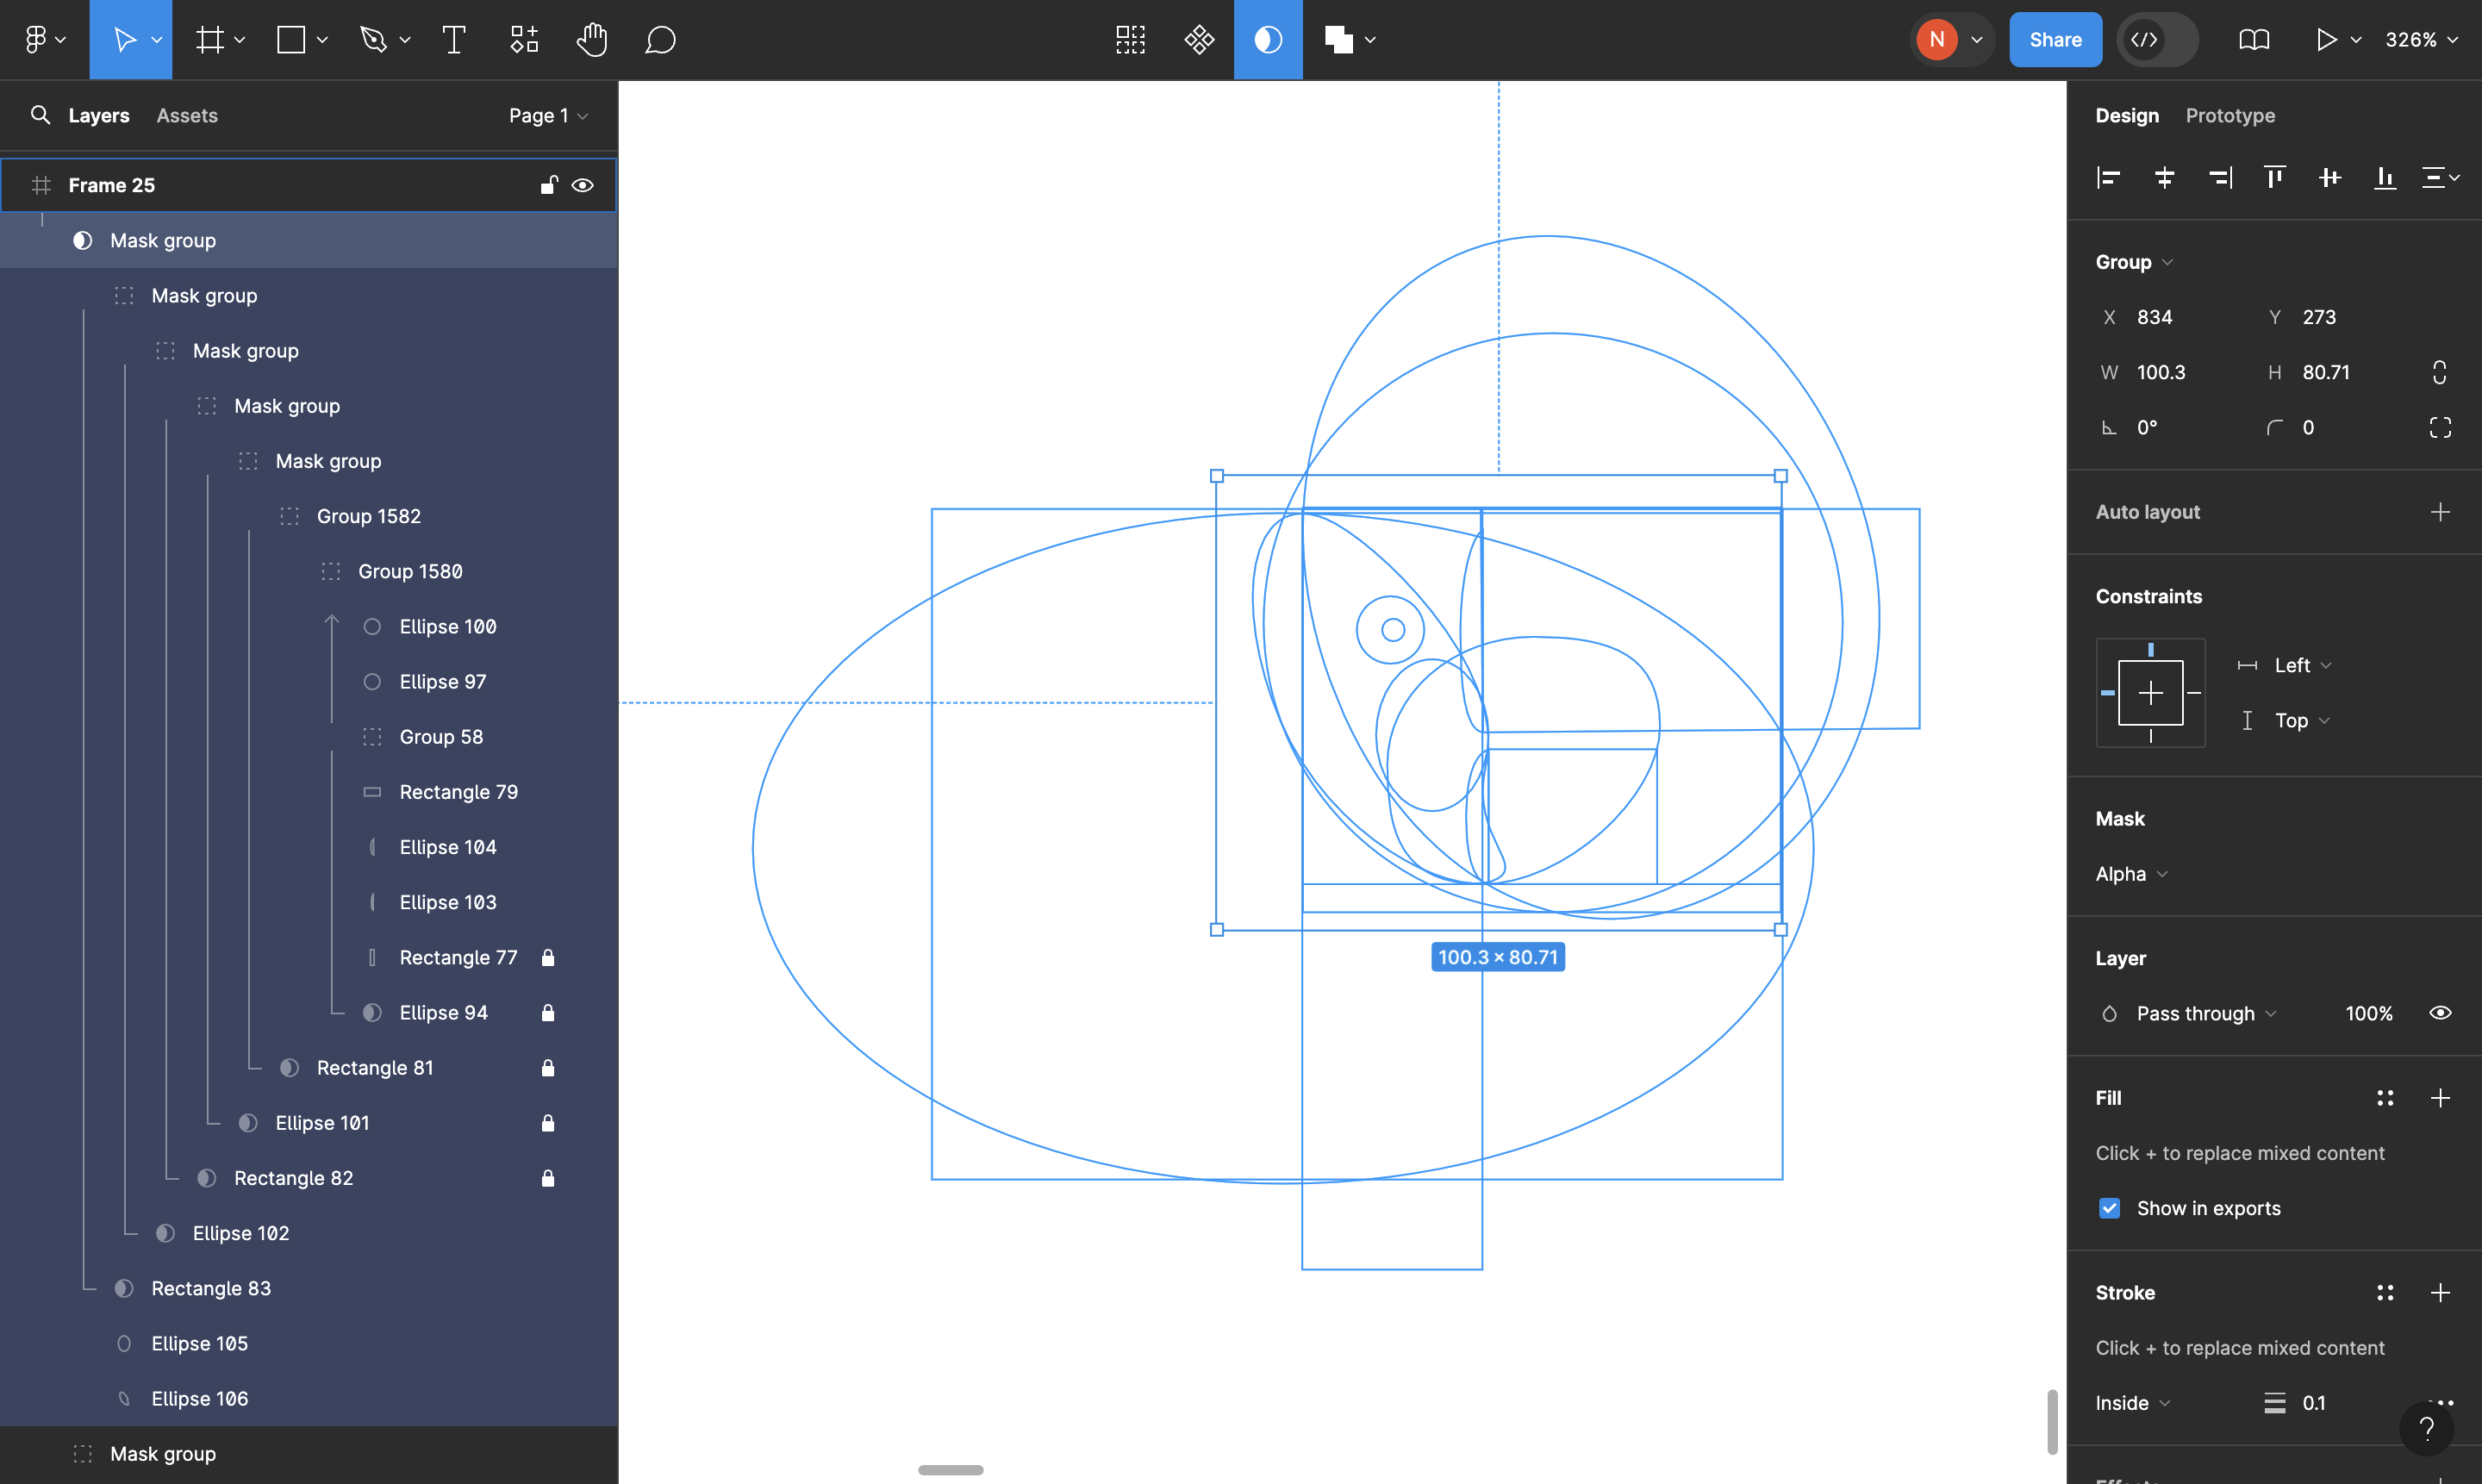 N
Share
326%
Layers
Assets
Page 1
Frame 25
Mask group
Mask group
Mask group
Mask group
Mask group
Group 1582
Group 1580
Ellipse 100
Ellipse 97
Group 58
Rectangle 79
Ellipse 104
Ellipse 103
Rectangle 77
Ellipse 94
Rectangle 81
Ellipse 101
Rectangle 82
Ellipse 102
Rectangle 83
Ellipse 105
Ellipse 106
Mask group
100.3 × 80.71
Design
Prototype
Group
X 834
Y 273
W 100.3
H 80.71
0°
0
Auto layout
Constraints
Left
Top
Mask
Alpha
Layer
Pass through
100%
Fill
Click + to replace mixed content
Show in exports
Stroke
Click + to replace mixed content
Inside
0.1
?
Effects